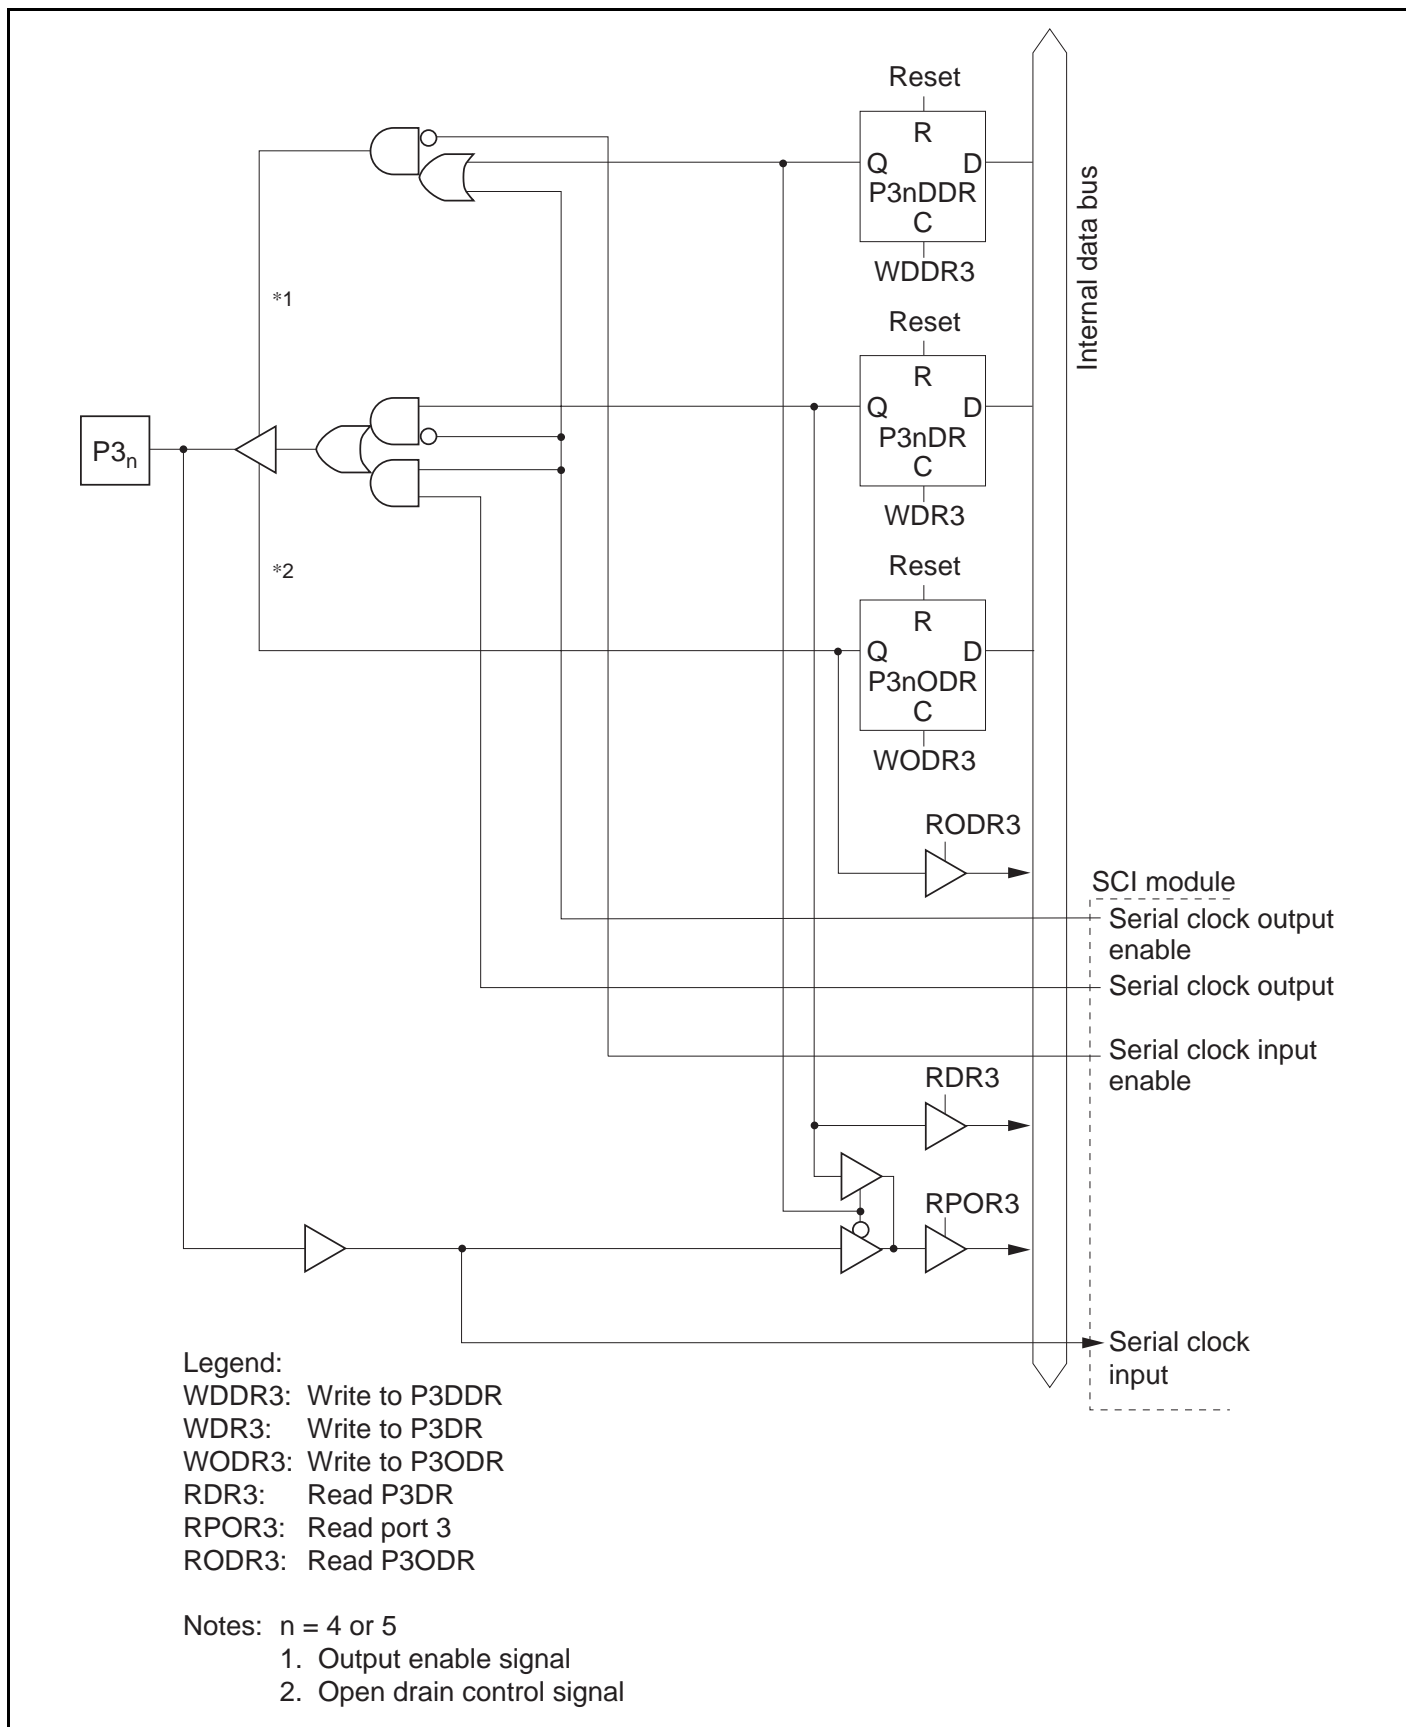 Reset
R
Q D
P3nDDR
C
WDDR3
Internal data bus
*1
Reset
R
Q D
P3nDR
C
WDR3
P3n
*2
Reset
R
Q D
P3nODR
C
WODR3
RODR3
SCI module
Serial clock output
enable
Serial clock output
Serial clock input
enable
RDR3
RPOR3
Serial clock
input
Legend:
WDDR3: Write to P3DDR
WDR3: Write to P3DR
WODR3: Write to P3ODR
RDR3: Read P3DR
RPOR3: Read port 3
RODR3: Read P3ODR
Notes: n = 4 or 5
1. Output enable signal
2. Open drain control signal